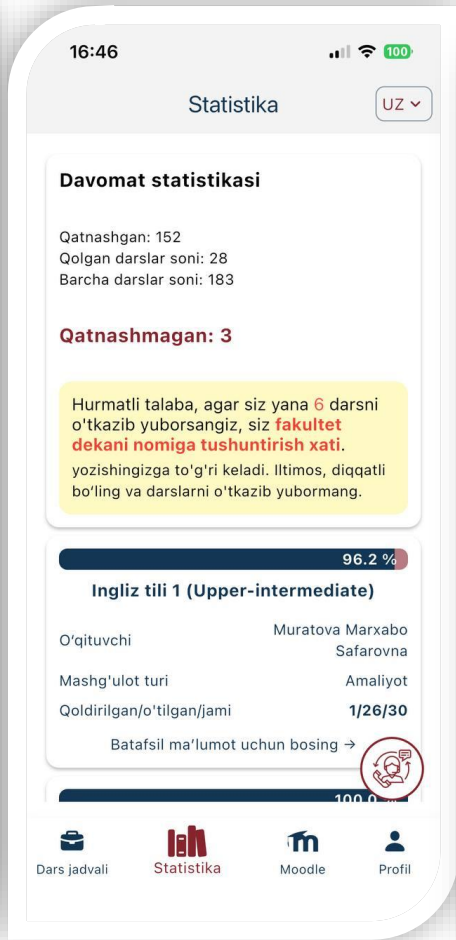 16:46
100
Statistika
UZ
Davomat statistikasi
Qatnashgan: 152
Qolgan darslar soni: 28
Barcha darslar soni: 183
Qatnashmagan: 3
Hurmatli talaba, agar siz yana 6 darsni
o'tkazib yuborsangiz, siz fakultet
dekani nomiga tushuntirish xati.
yozishingizga to'g'ri keladi. Iltimos, diqqatli
bo‘ling va darslarni o'tkazib yubormang.
96.2 %
Ingliz tili 1 (Upper-intermediate)
O‘qituvchi
Muratova Marxabo
Safarovna
Mashg'ulot turi
Amaliyot
Qoldirilgan/o'tilgan/jami
1/26/30
Batafsil ma’lumot uchun bosing →
100.0 %
Dars jadvali
Statistika
Moodle
Profil